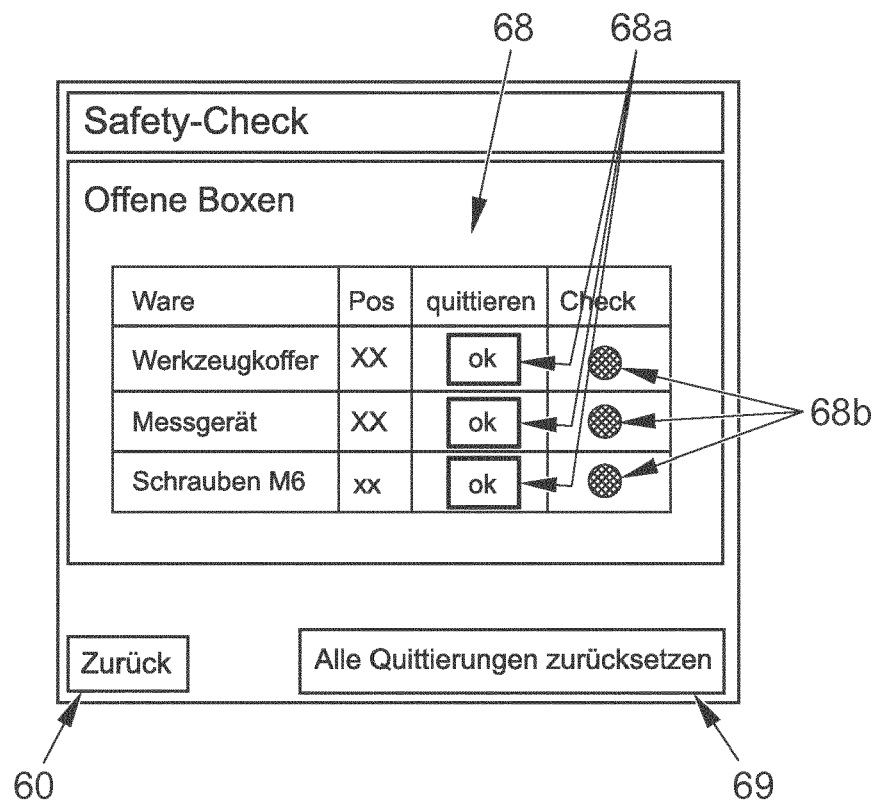 68 68a
Safety-Check
Offene Boxen
Ware Pos quittieren Check
Werkzeugkoffer XX ok
Messgerät XX ok
68b
Schrauben M6 xx ok
Zurück Alle Quittierungen zurücksetzen
60 69